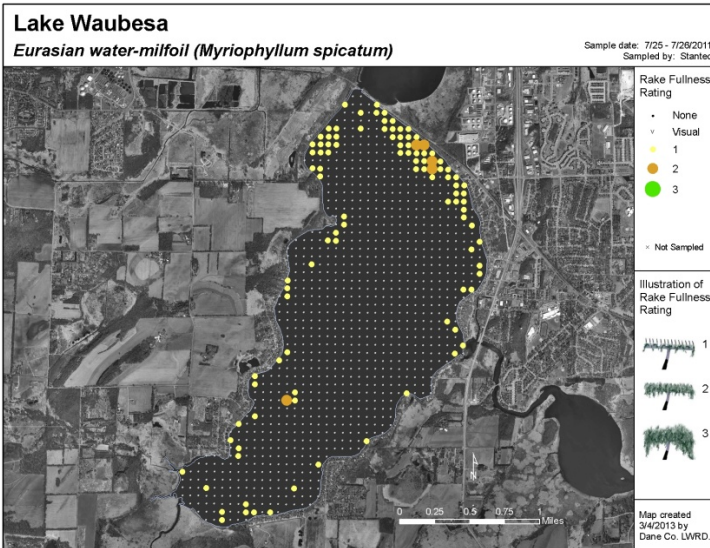 Lake Waubesa
Eurasian water-milfoil (Myriophyllum spicatum)
Sample date: 7/25 - 7/26/2011
Sampled by: Stantec
Rake Fullness
Rating
None
Visual
1
2
3
Not Sampled
Illustration of
Rake Fullness
Rating
1
2
3
N
0 0.25 0.5 0.75 1
Miles
Map created
3/4/2013 by
Dane Co. LWRD.